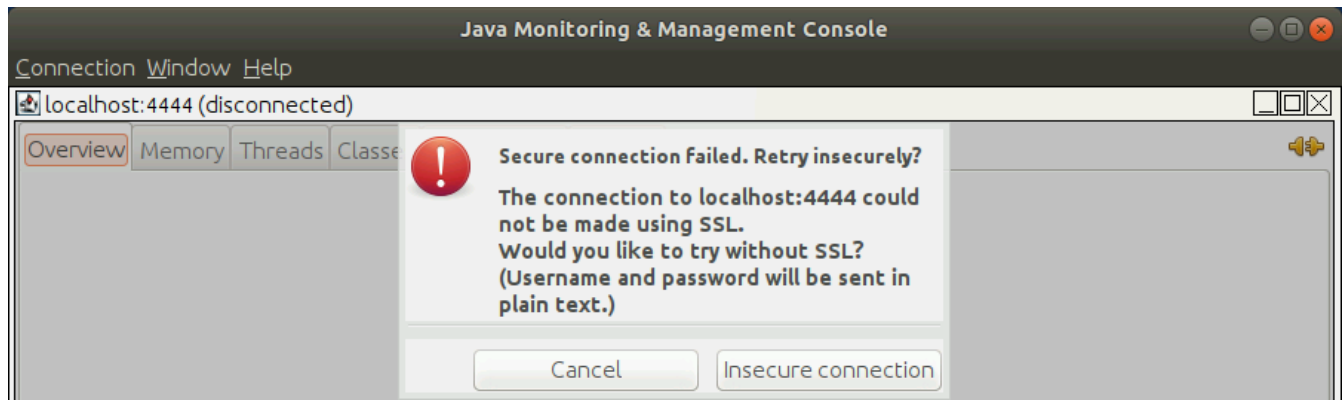 Java Monitoring & Management Console
Connection Window Help
localhost:4444 (disconnected)
Overview Memory Threads Classe
Secure connection failed. Retry insecurely?
The connection to localhost:4444 could
not be made using SSL.
Would you like to try without SSL?
(Username and password will be sent in
plain text.)
Cancel Insecure connection